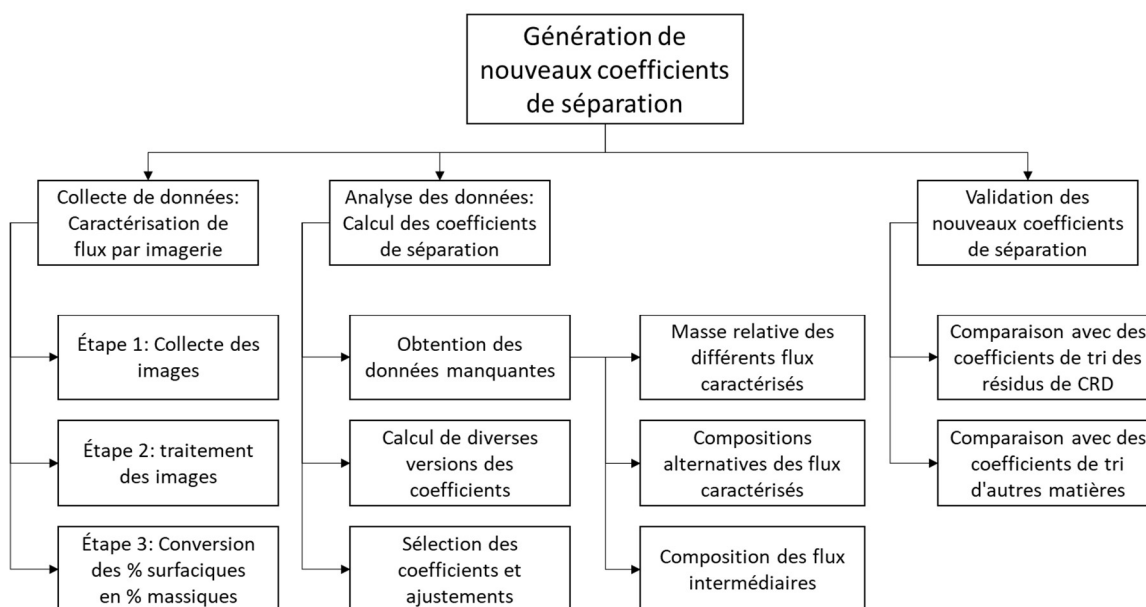 Génération de
nouveaux coefficients
de séparation
Collecte de données:
Caractérisation de
flux par imagerie
Analyse des données:
Calcul des coefficients
de séparation
Validation des
nouveaux coefficients
de séparation
Étape 1: Collecte des
images
Étape 2: traitement
des images
Étape 3: Conversion
des % surfaciques
en % massiques
Obtention des
données manquantes
Calcul de diverses
versions des
coefficients
Sélection des
coefficients et
ajustements
Masse relative des
différents flux
caractérisés
Compositions
alternatives des flux
caractérisés
Composition des flux
intermédiaires
Comparaison avec des
coefficients de tri des
résidus de CRD
Comparaison avec des
coefficients de tri
d'autres matières